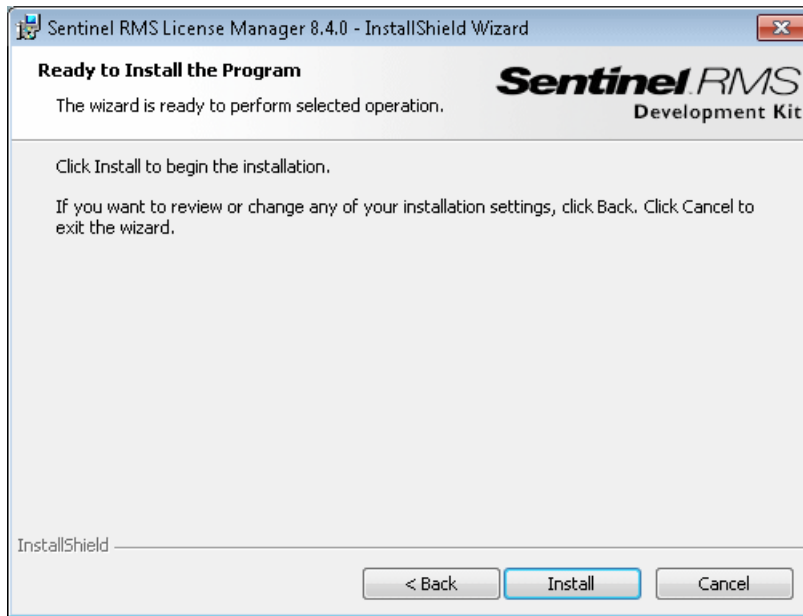 Sentinel RMS License Manager 8.4.0 - InstallShield Wizard
Ready to Install the Program
The wizard is ready to perform selected operation.
Sentinel RMS
Development Kit
Click Install to begin the installation.
If you want to review or change any of your installation settings, click Back. Click Cancel to
exit the wizard.
InstallShield
< Back
Install
Cancel